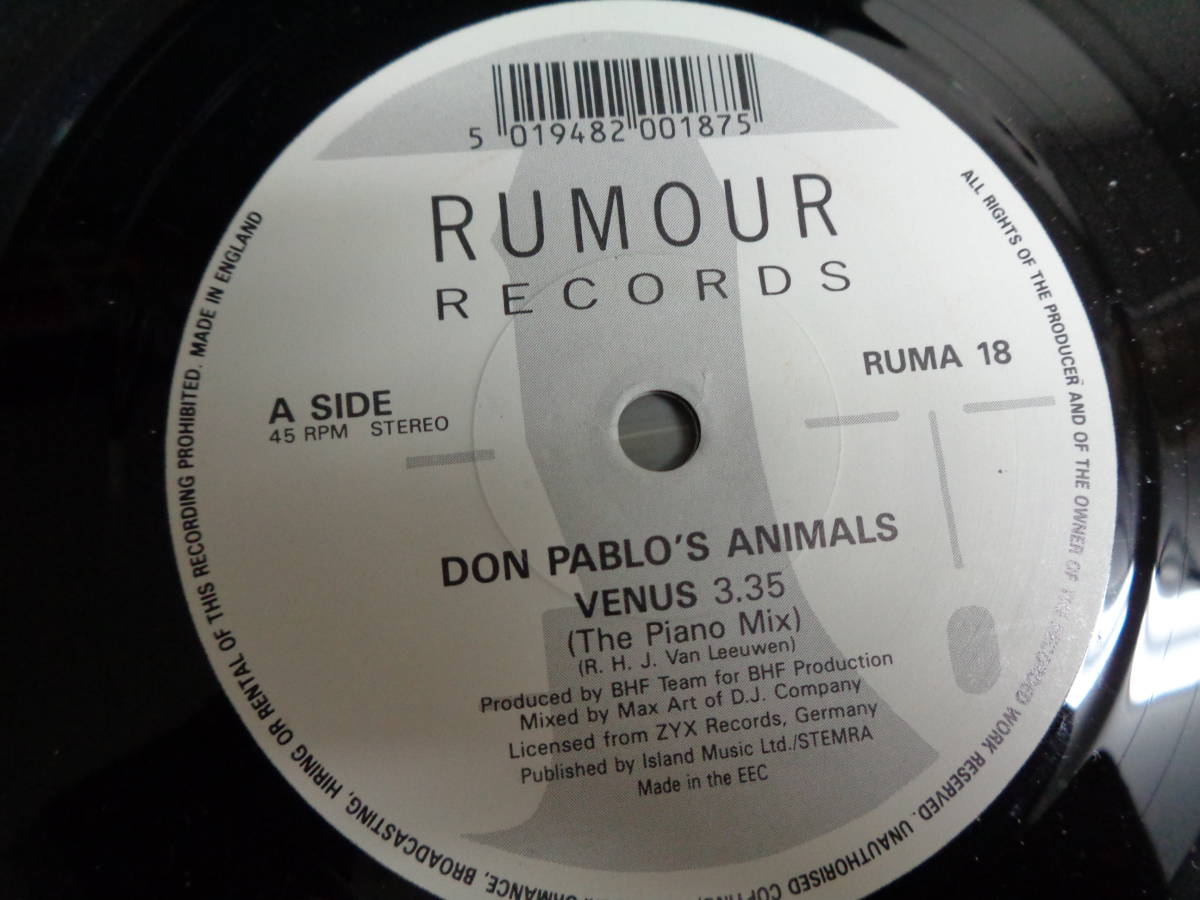 5 019482 001875
RUMOUR
RECORDS
RUMA 18
A SIDE
45 RPM STEREO
DON PABLO'S ANIMALS
VENUS 3.35
(The Piano Mix)
(R. H. J. Van Leeuwen)
Produced by BHF Team for BHF Production
Mixed by Max Art of D.J. Company
Licensed from ZYX Records, Germany
Published by Island Music Ltd./STEMRA
Made in the EEC
ALL RIGHTS OF THE PRODUCER AND OF THE OWNER OF THE RECORDED WORK RESERVED. UNAUTHORISED COPYING,
BROADCASTING, HIRING OR RENTAL OF THIS RECORDING PROHIBITED. MADE IN ENGLAND